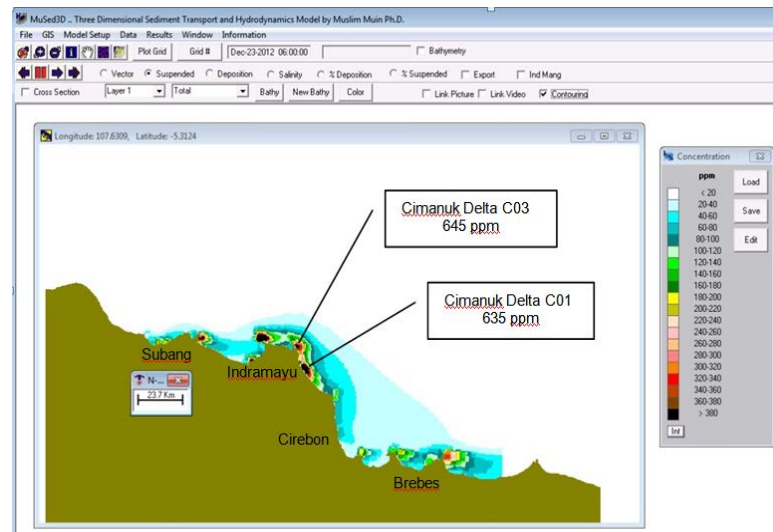 MuSed3D .. Three Dimensional Sediment Transport and Hydrodynamics Model by Muslim Muin Ph.D.
File GIS Model Setup Data Results Window Information
Plot Grid Grid # Dec-23-2012 06:00:00 Bathymetry
Vector Suspended Deposition Salinity % Deposition % Suspended Export Ind Mang
Cross Section Layer 1 Total Bathy New Bathy Color Link Picture Link Video Contouring
Longitude: 107.6309, Latitude: -5.3124
Cimanuk Delta C03
645 ppm
Cimanuk Delta C01
635 ppm
Subang
Indramayu
N-...
23.7 Km
Cirebon
Brebes
Concentration
ppm
< 20
20-40
40-60
60-80
80-100
100-120
120-140
140-160
160-180
180-200
200-220
220-240
240-260
260-280
280-300
300-320
320-340
340-360
360-380
> 380
Load
Save
Edit
Int